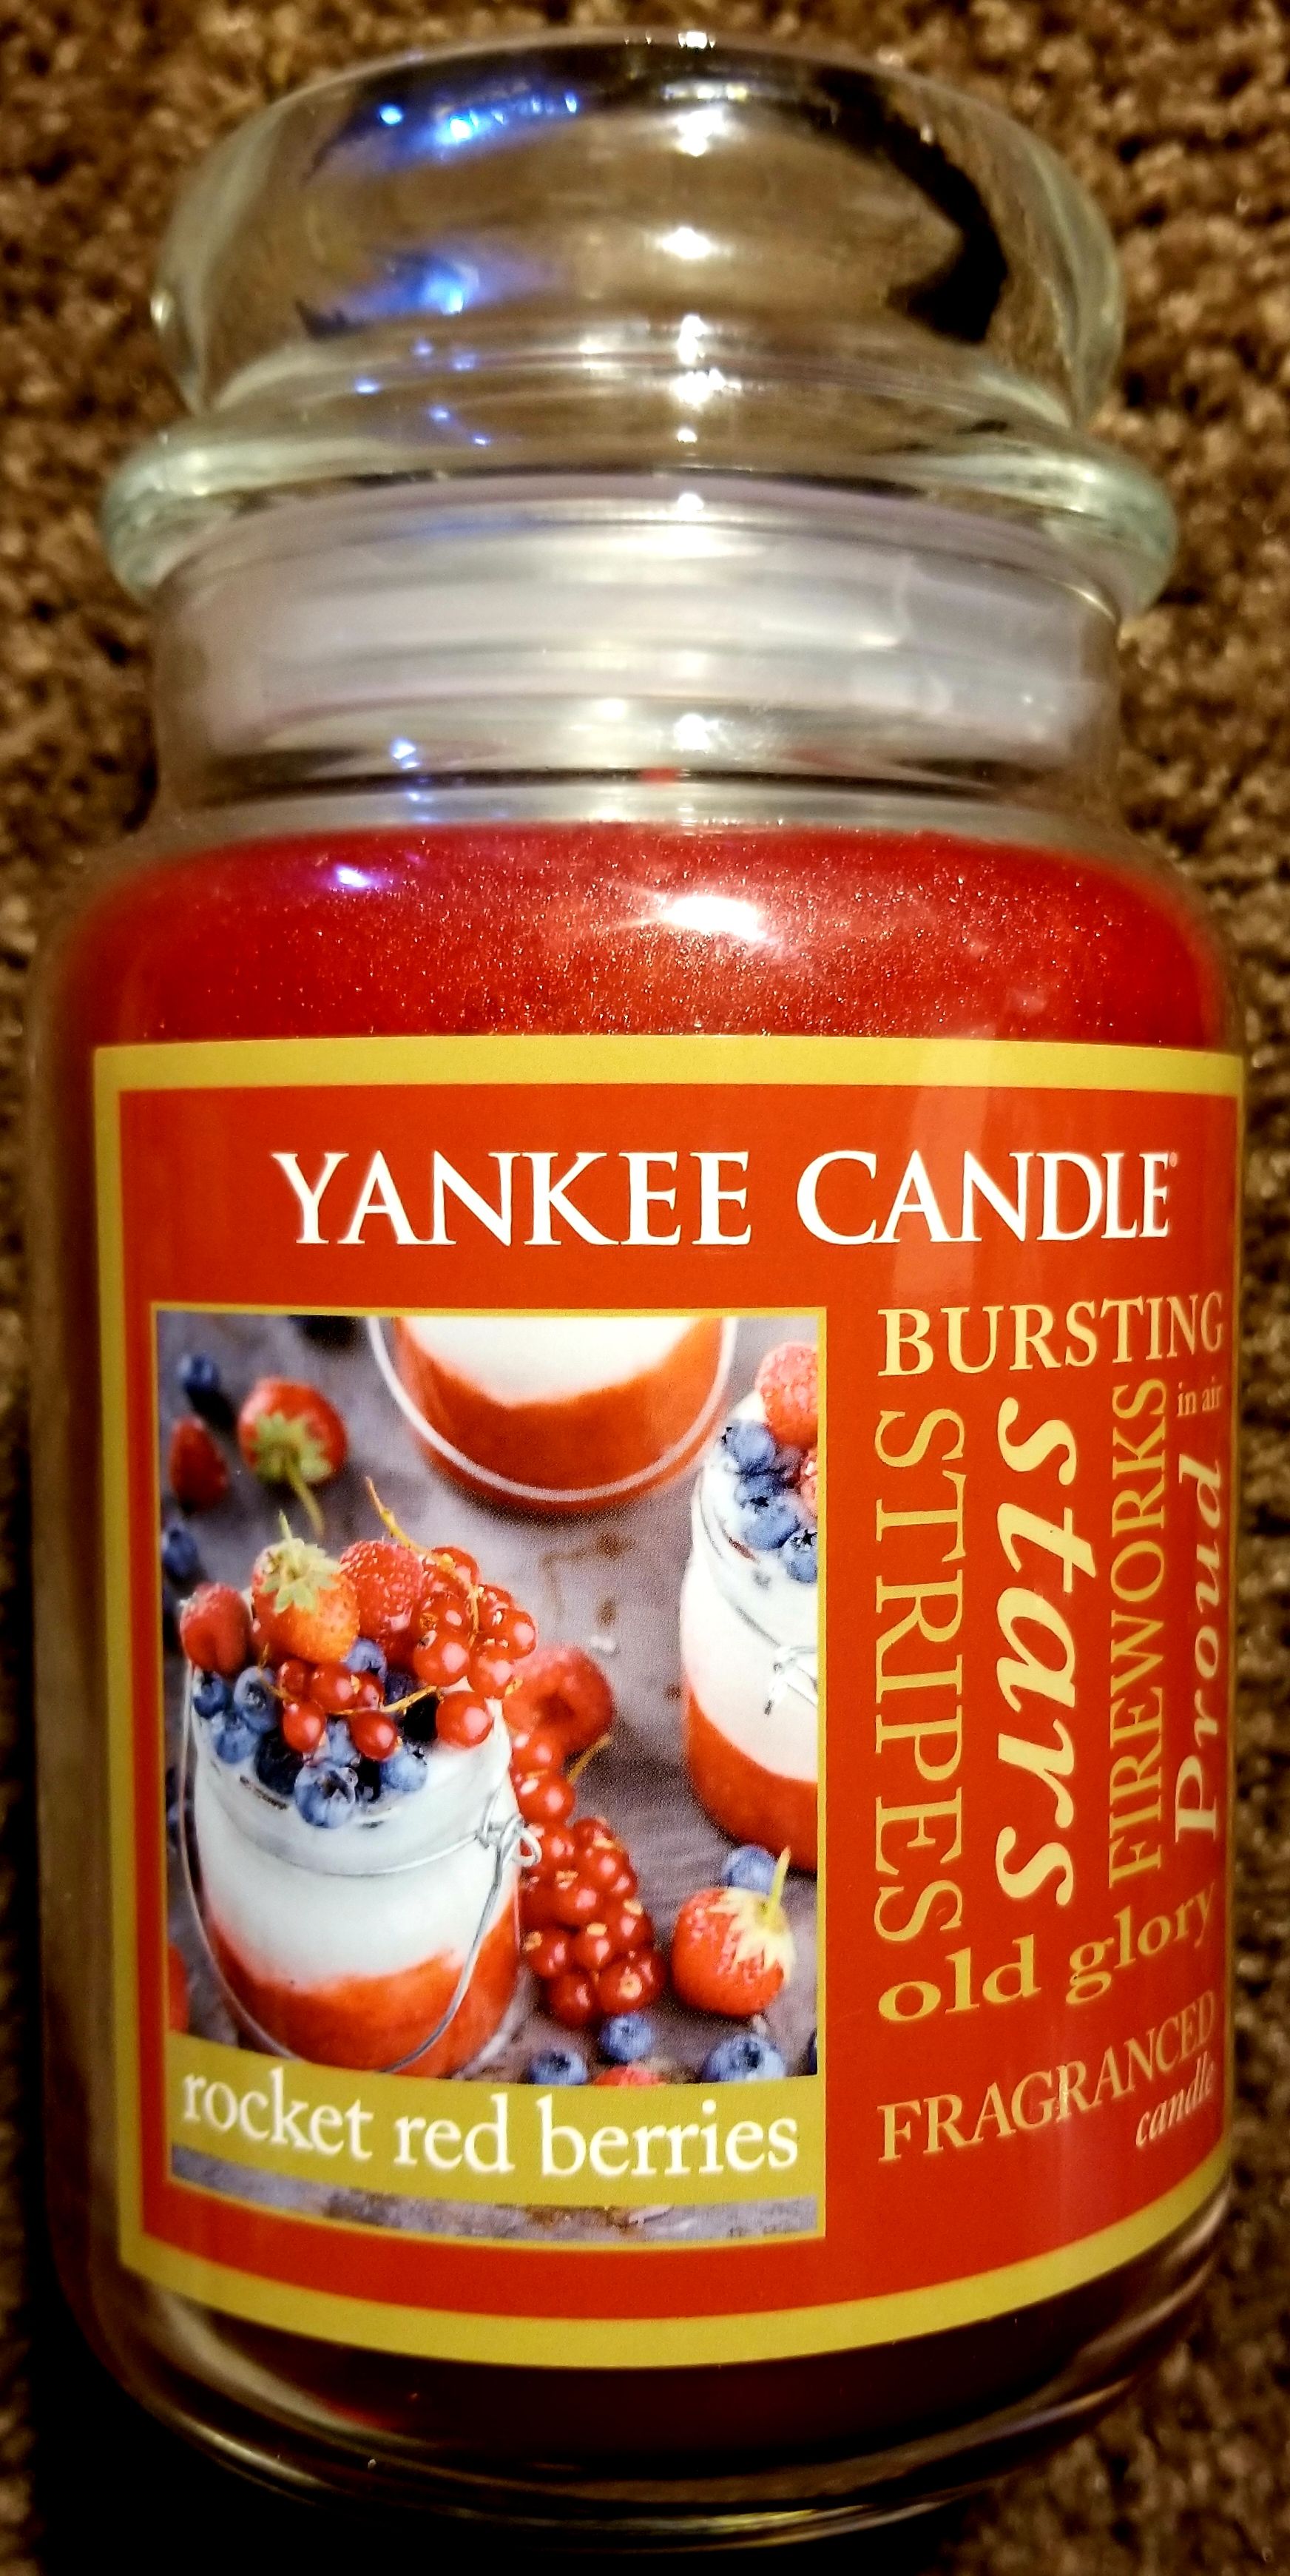 YANKEE CANDLE®
BURSTING
in air
STRIPES
stars
FIREWORKS
Proud
old glory
FRAGRANCED
candle
rocket red berries